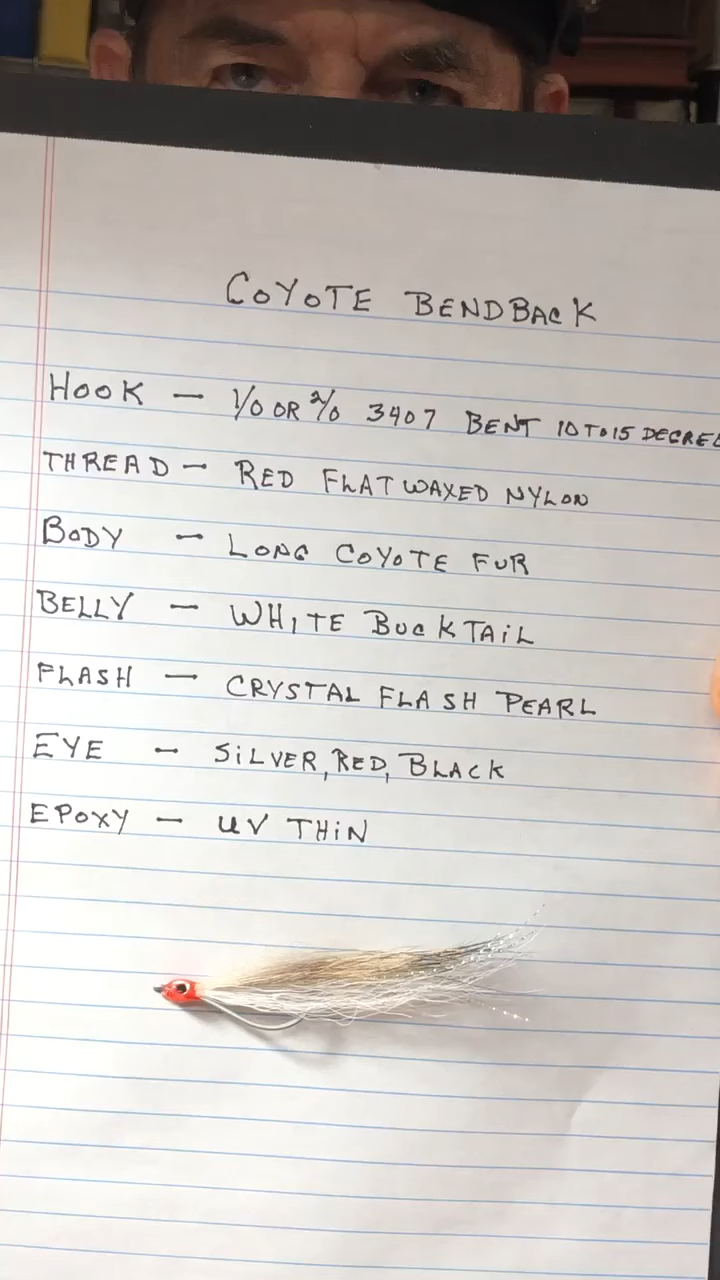 COYOTE BENDBACK
HOOK — 1/0 OR 2/0 3407 BENT 10 TO 15 DEGREE
THREAD — RED FLAT WAXED NYLON
BODY — LONG COYOTE FUR
BELLY — WHITE BUCKTAIL
FLASH — CRYSTAL FLASH PEARL
EYE — SILVER, RED, BLACK
EPOXY — UV THIN